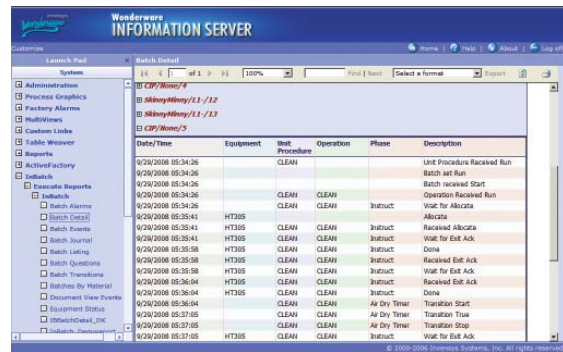 invensys
Wonderware
Wonderware
INFORMATION SERVER
Customize
Home | Help | About | Log off
Launch Pad
Batch Detail
System
1 of 1 100% Find | Next Select a format Export
Administration
Process Graphics
Factory Alarms
MultiViews
Custom Links
Table Weaver
Reports
ActiveFactory
InBatch
Execute Reports
InBatch
Batch Alarms
Batch Detail
Batch Events
Batch Journal
Batch Listing
Batch Questions
Batch Transitions
Batches By Material
Document View Events
Equipment Status
IBBatchDetail_DK
CIP/None/4
SkinnyMinny/L1-/12
SkinnyMinny/L1-/13
CIP/None/5
Date/Time Equipment Unit Procedure Operation Phase Description
9/29/2008 05:34:26 CLEAN Unit Procedure Received Run
9/29/2008 05:34:26 Batch set Run
9/29/2008 05:34:26 Batch received Start
9/29/2008 05:34:26 CLEAN CLEAN Operation Received Run
9/29/2008 05:34:26 CLEAN CLEAN Instruct Wait for Allocate
9/29/2008 05:35:41 HT305 Allocate
9/29/2008 05:35:41 HT305 CLEAN CLEAN Instruct Received Allocate
9/29/2008 05:35:41 HT305 CLEAN CLEAN Instruct Wait for Exit Ack
9/29/2008 05:35:58 HT305 CLEAN CLEAN Instruct Done
9/29/2008 05:35:58 HT305 CLEAN CLEAN Instruct Received Exit Ack
9/29/2008 05:35:58 HT305 CLEAN CLEAN Instruct Wait for Exit Ack
9/29/2008 05:36:04 HT305 CLEAN CLEAN Instruct Received Exit Ack
9/29/2008 05:36:04 HT305 CLEAN CLEAN Instruct Done
9/29/2008 05:36:04 CLEAN CLEAN Air Dry Timer Transition Start
9/29/2008 05:37:05 CLEAN CLEAN Air Dry Timer Transition True
9/29/2008 05:37:05 CLEAN CLEAN Air Dry Timer Transition Stop
9/29/2008 05:37:05 HT305 CLEAN CLEAN Instruct Wait for Exit Ack
© 2000-2006 Invensys Systems, Inc. All rights reserved